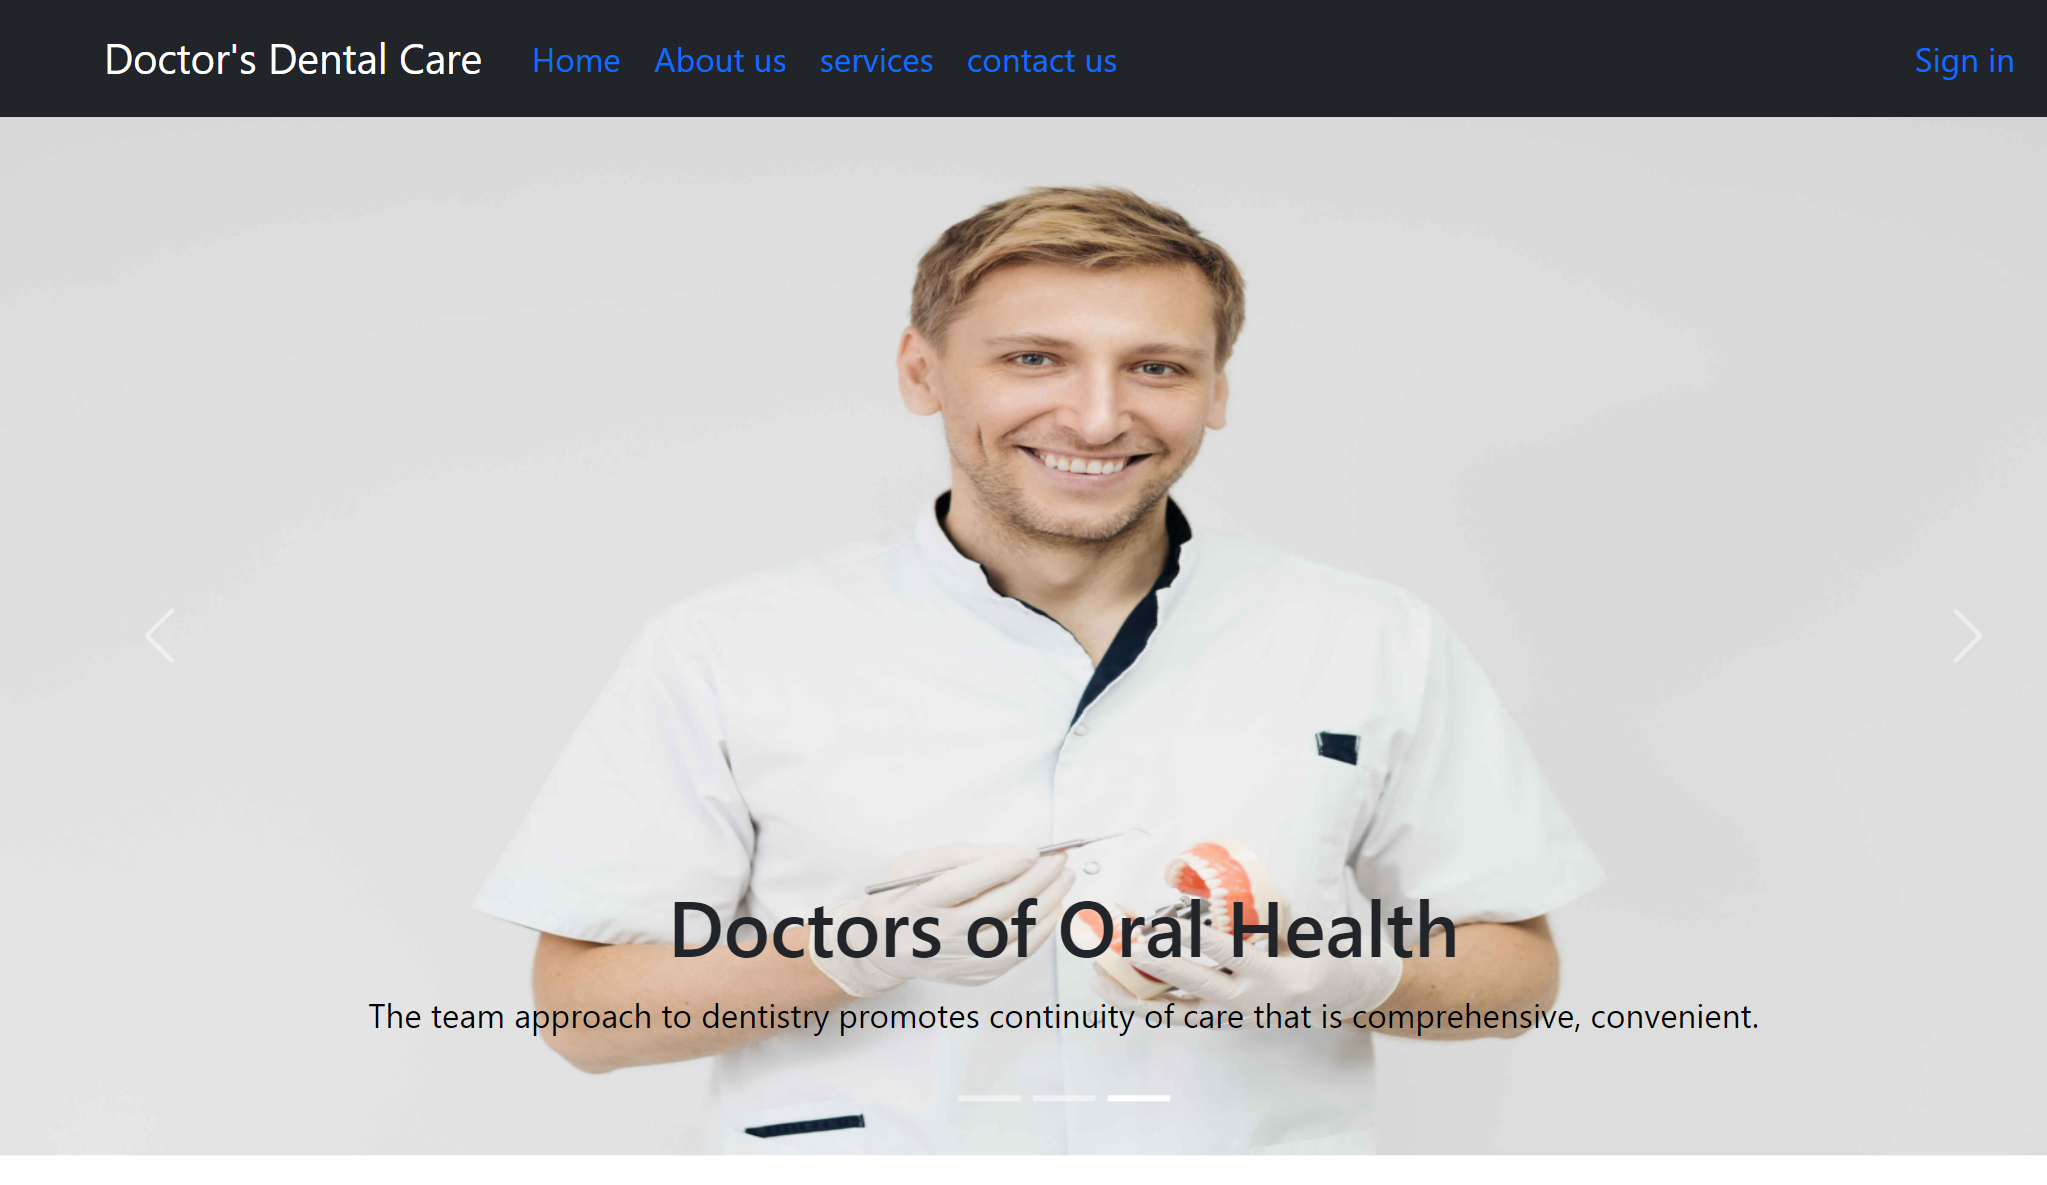 Doctor's Dental Care Home About us services contact us Sign in
Doctors of Oral Health
The team approach to dentistry promotes continuity of care that is comprehensive, convenient.